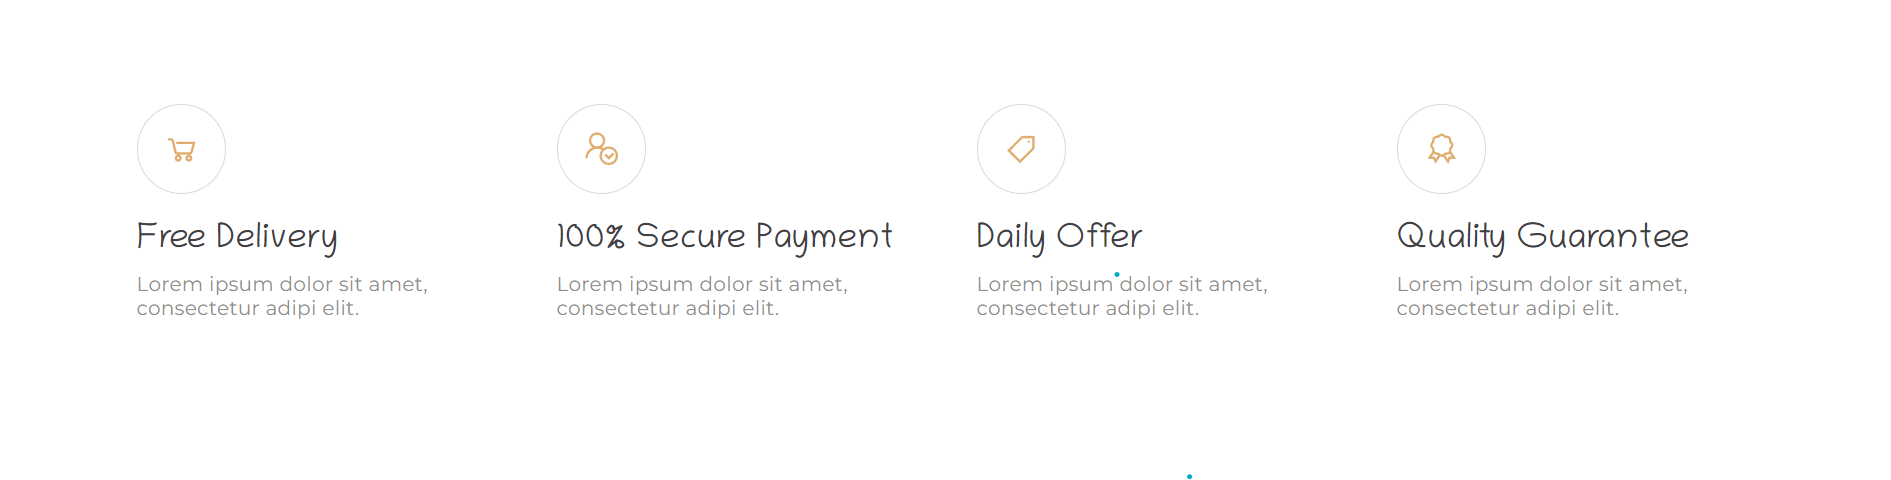 Free Delivery
Lorem ipsum dolor sit amet,
consectetur adipi elit.
100% Secure Payment
Lorem ipsum dolor sit amet,
consectetur adipi elit.
Daily Offer
Lorem ipsum dolor sit amet,
consectetur adipi elit.
Quality Guarantee
Lorem ipsum dolor sit amet,
consectetur adipi elit.